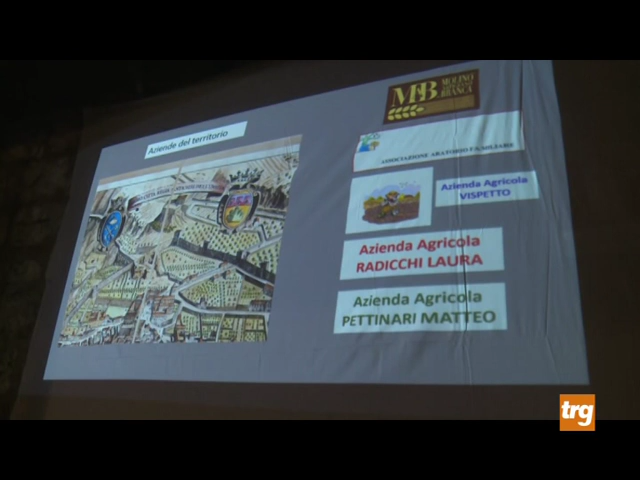 Aziende del territorio
MB
MOLINO
BIANCA
ASSOCIAZIONE ARATORIO FAMILIARE
Azienda Agricola
VISPETTO
Azienda Agricola
RADICCHI LAURA
Azienda Agricola
PETTINARI MATTEO
trg